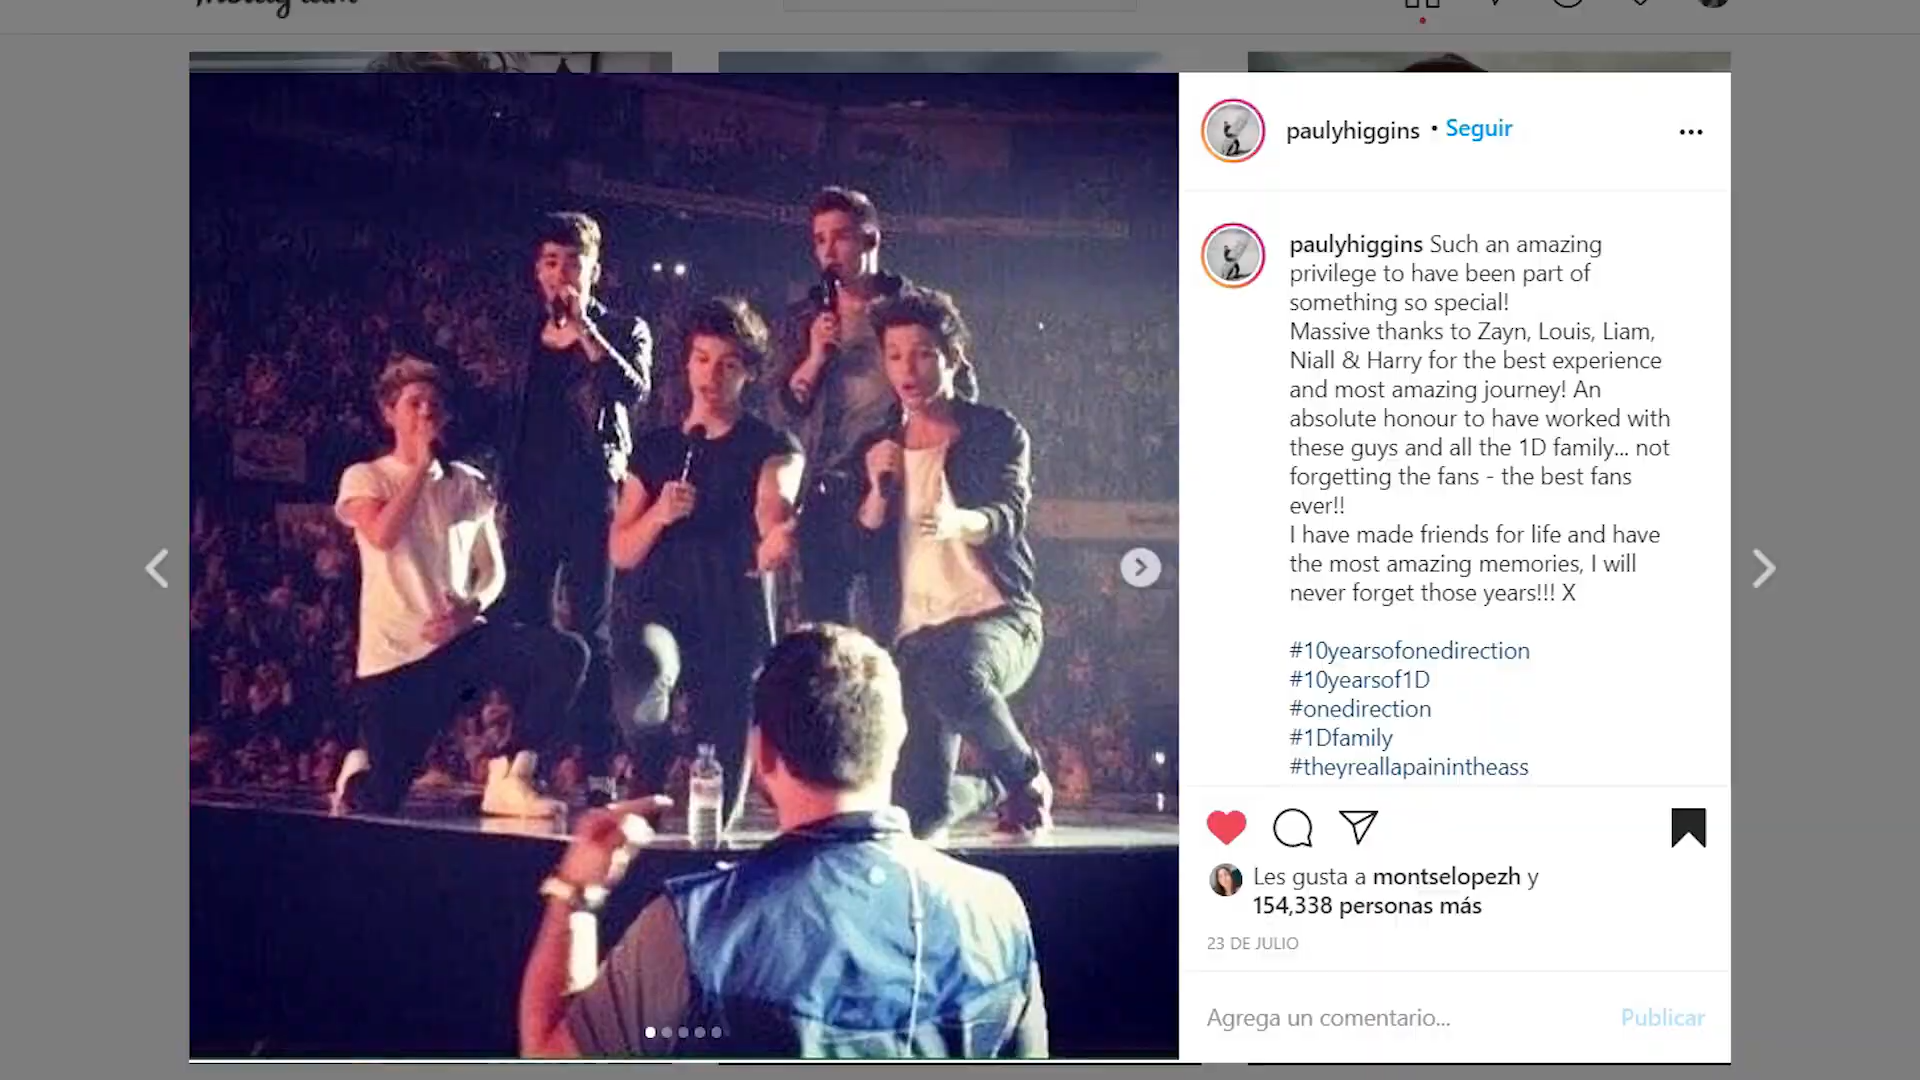 paulyhiggins • Seguir
paulyhiggins Such an amazing
privilege to have been part of
something so special!
Massive thanks to Zayn, Louis, Liam,
Niall & Harry for the best experience
and most amazing journey! An
absolute honour to have worked with
these guys and all the 1D family... not
forgetting the fans - the best fans
ever!!
I have made friends for life and have
the most amazing memories, I will
never forget those years!!! X
#10yearsofonedirection
#10yearsof1D
#onedirection
#1Dfamily
#theyreallapainintheass
Les gusta a montselopezh y
154,338 personas más
23 DE JULIO
Agrega un comentario...
Publicar